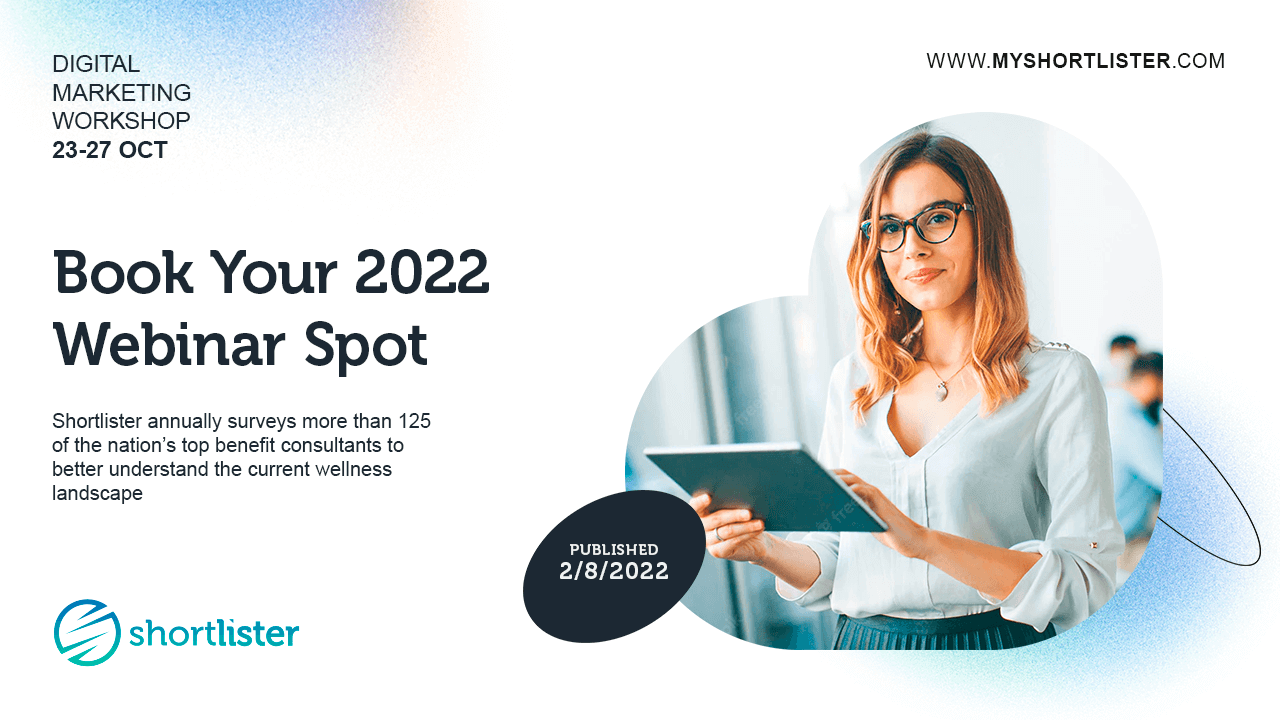 DIGITAL
MARKETING
WORKSHOP
23-27 OCT
WWW.MYSHORTLISTER.COM
Book Your 2022
Webinar Spot
Shortlister annually surveys more than 125
of the nation’s top benefit consultants to
better understand the current wellness
landscape
PUBLISHED
2/8/2022
shortlister